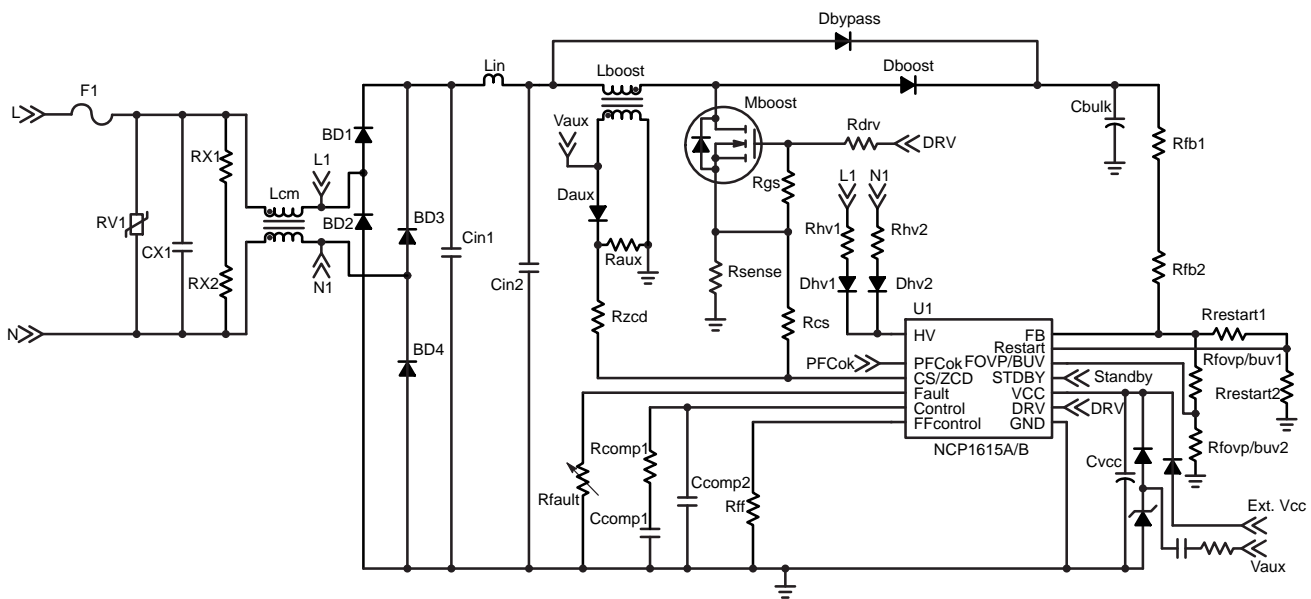 Dbypass
Lin
Lboost
Dboost
L
F1
Mboost
Cbulk
Vaux
Rdrv
DRV
Rfb1
BD1
RX1
L1
Lcm
Rgs
L1
N1
Daux
RV1
BD2
BD3
Rhv1
Rhv2
CX1
Cin1
Raux
Rfb2
RX2
N1
Cin2
Rsense
Dhv1
Dhv2
U1
Rzcd
Rcs
Rrestart1
N
HV
FB
Restart
BD4
PFCok
PFCok
FOVP/BUV
Rfovp/buv1
CS/ZCD
STDBY
Standby
Fault
VCC
Rrestart2
Control
DRV
DRV
FFcontrol
GND
NCP1615A/B
Rfovp/buv2
Rcomp1
Cvcc
Ccomp2
Rfault
Rff
Ccomp1
Ext. Vcc
Vaux